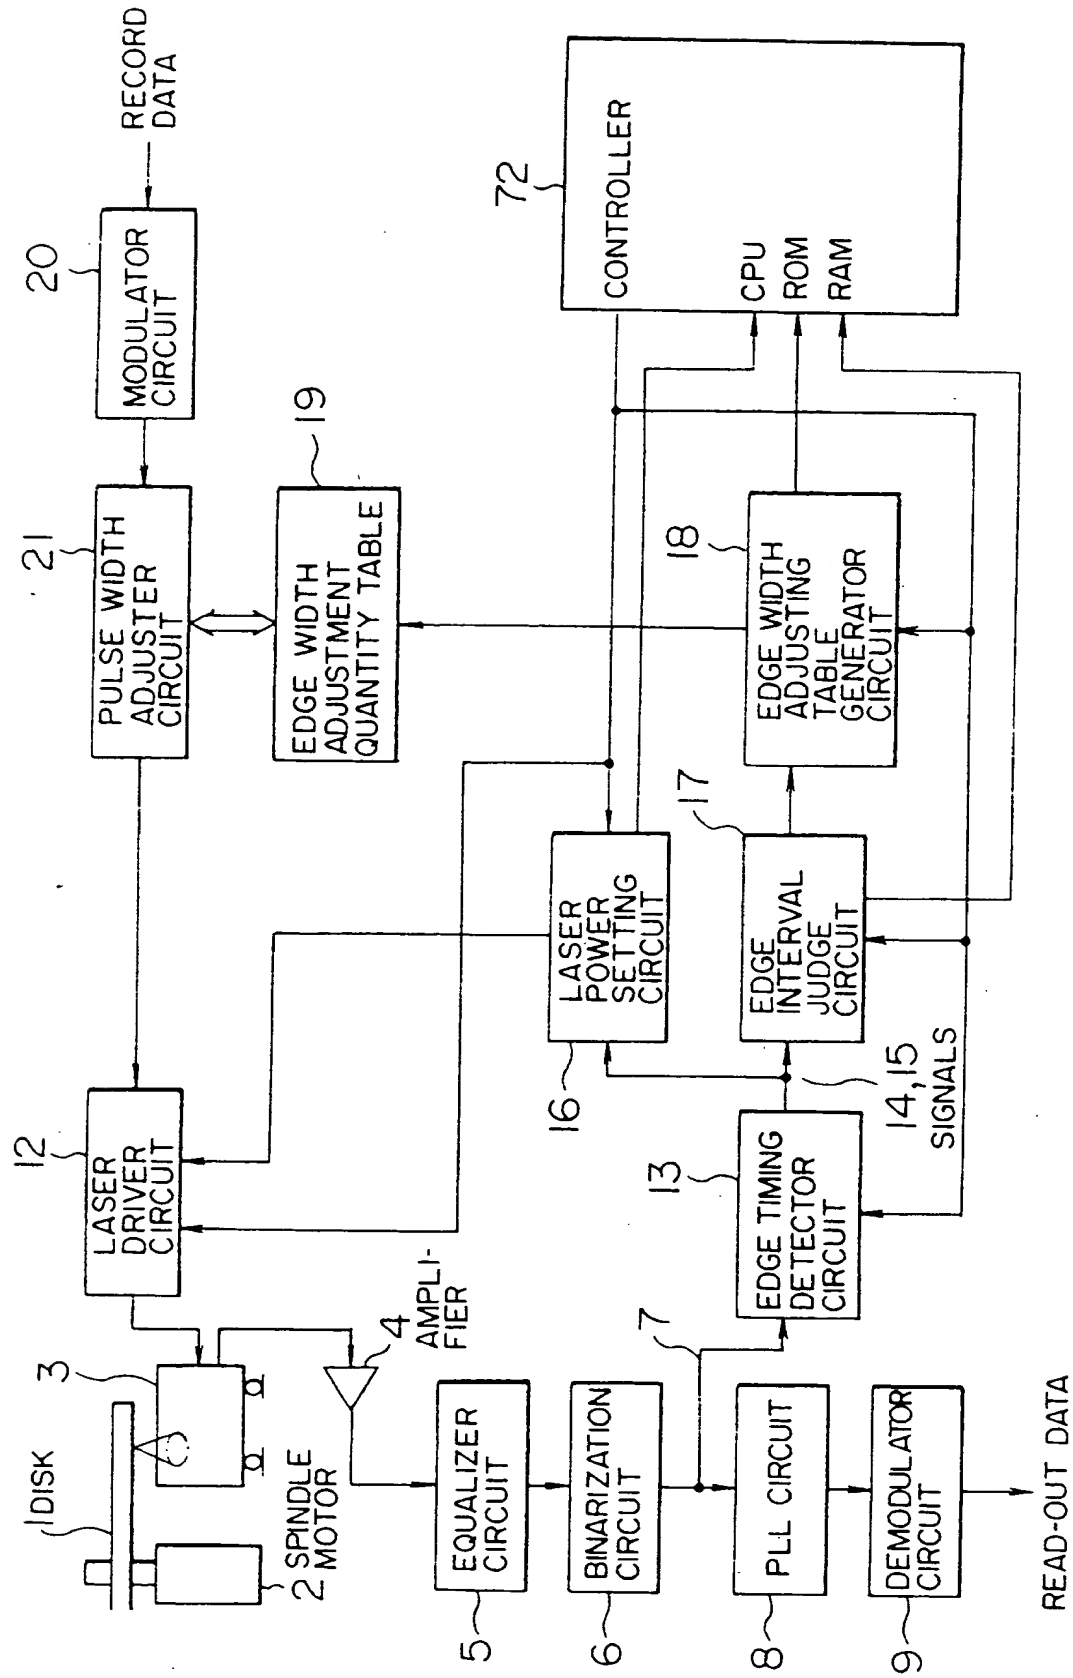 RECORD
DATA
20
MODULATOR
CIRCUIT
21
PULSE WIDTH
ADJUSTER
CIRCUIT
19
EDGE WIDTH
ADJUSTMENT
QUANTITY TABLE
72
CONTROLLER
CPU
ROM
RAM
12
LASER
DRIVER
CIRCUIT
16
LASER
POWER
SETTING
CIRCUIT
17
EDGE
INTERVAL
JUDGE
CIRCUIT
18
EDGE WIDTH
ADJUSTING
TABLE
GENERATOR
CIRCUIT
14,15
SIGNALS
13
EDGE TIMING
DETECTOR
CIRCUIT
1 DISK
2 SPINDLE
MOTOR
3
4
AMPLI-
FIER
5
EQUALIZER
CIRCUIT
6
BINARIZATION
CIRCUIT
7
8
PLL CIRCUIT
9
DEMODULATOR
CIRCUIT
READ-OUT DATA